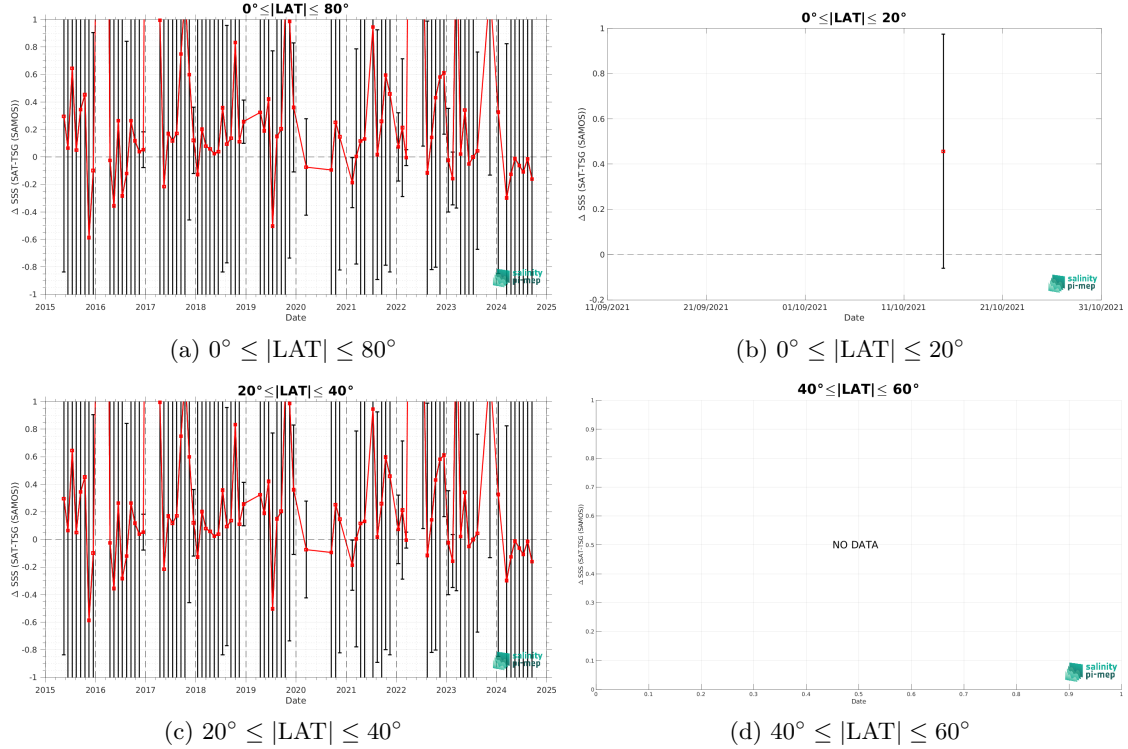 0°≤|LAT|≤ 80°
Δ SSS (SAT-TSG (SAMOS))
1
0.8
0.6
0.4
0.2
0
-0.2
-0.4
-0.6
-0.8
-1
2015 2016 2017 2018 2019 2020 2021 2022 2023 2024 2025
Date
salinity
pi-mep
(a) 0° ≤ |LAT| ≤ 80°
0°≤|LAT|≤ 20°
Δ SSS (SAT-TSG (SAMOS))
1
0.8
0.6
0.4
0.2
0
-0.2
11/09/2021 21/09/2021 01/10/2021 11/10/2021 21/10/2021 31/10/2021
Date
salinity
pi-mep
(b) 0° ≤ |LAT| ≤ 20°
20°≤|LAT|≤ 40°
Δ SSS (SAT-TSG (SAMOS))
1
0.8
0.6
0.4
0.2
0
-0.2
-0.4
-0.6
-0.8
-1
2015 2016 2017 2018 2019 2020 2021 2022 2023 2024 2025
Date
salinity
pi-mep
(c) 20° ≤ |LAT| ≤ 40°
40°≤|LAT|≤ 60°
Δ SSS (SAT-TSG (SAMOS))
1
0.9
0.8
0.7
0.6
0.5
0.4
0.3
0.2
0.1
0
NO DATA
0 0.1 0.2 0.3 0.4 0.5 0.6 0.7 0.8 0.9 1
Date
salinity
pi-mep
(d) 40° ≤ |LAT| ≤ 60°